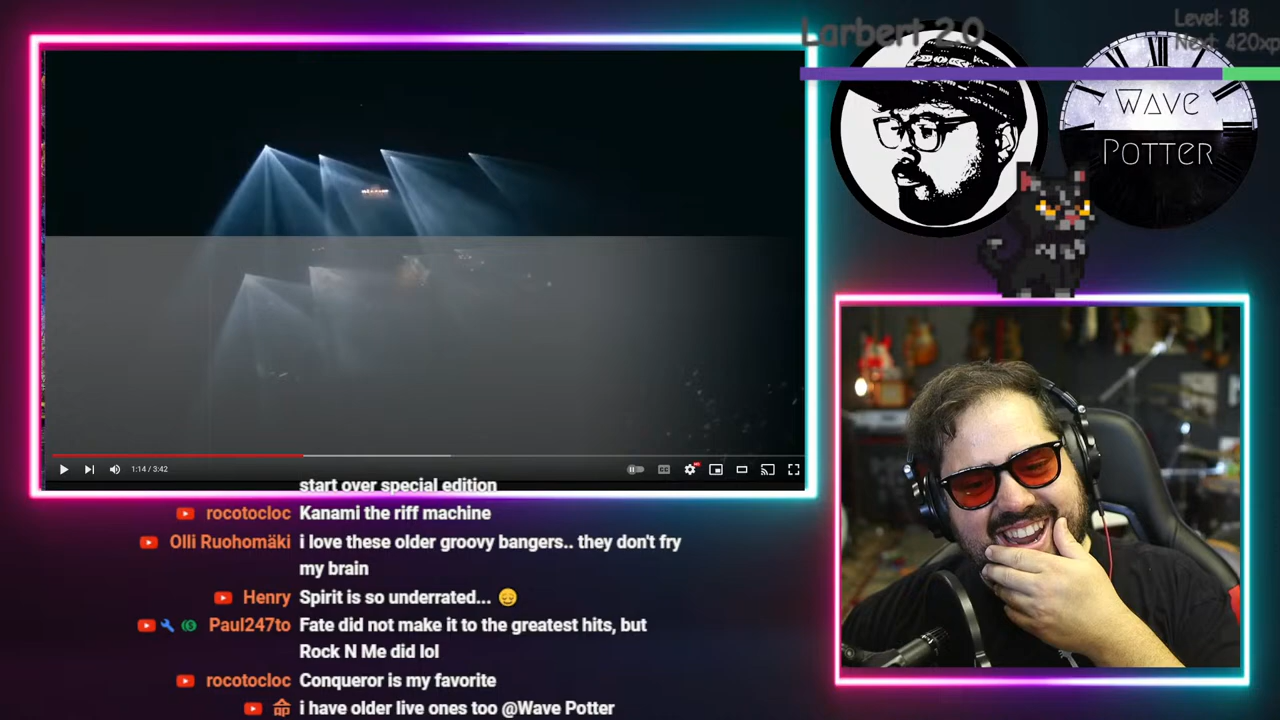 Larbert 2.0
Level: 18
Next: 420xp
WAVE
POTTER
1:14 / 3:42
CC
start over special edition
rocotocloc Kanami the riff machine
Olli Ruohomäki i love these older groovy bangers.. they don't fry
my brain
Henry Spirit is so underrated... 😌
Paul247to Fate did not make it to the greatest hits, but
Rock N Me did lol
rocotocloc Conqueror is my favorite
命 i have older live ones too @Wave Potter